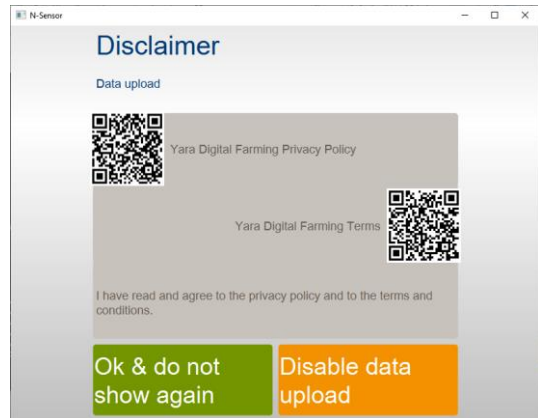 N-Sensor
Disclaimer
Data upload
Yara Digital Farming Privacy Policy
Yara Digital Farming Terms
I have read and agree to the privacy policy and to the terms and
conditions.
Ok & do not
show again
Disable data
upload